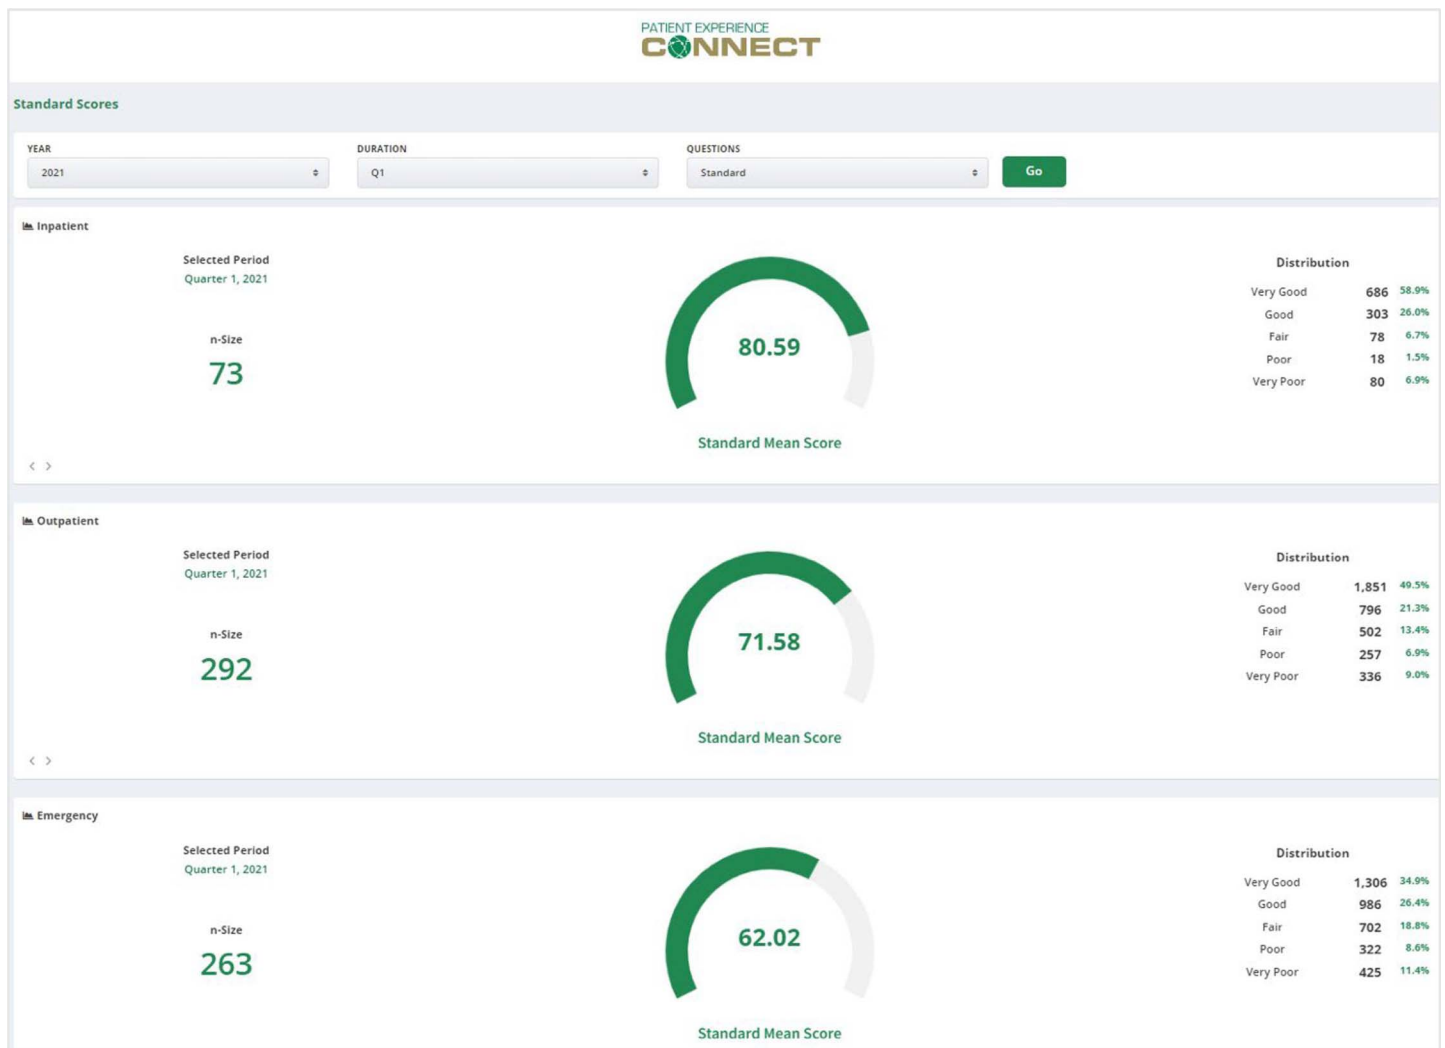 PATIENT EXPERIENCE
CONNECT
Standard Scores
YEAR
2021
DURATION
Q1
QUESTIONS
Standard
Go
Inpatient
Selected Period
Quarter 1, 2021
n-Size
73
80.59
Standard Mean Score
Distribution
Very Good 686 58.9%
Good 303 26.0%
Fair 78 6.7%
Poor 18 1.5%
Very Poor 80 6.9%
Outpatient
Selected Period
Quarter 1, 2021
n-Size
292
71.58
Standard Mean Score
Distribution
Very Good 1,851 49.5%
Good 796 21.3%
Fair 502 13.4%
Poor 257 6.9%
Very Poor 336 9.0%
Emergency
Selected Period
Quarter 1, 2021
n-Size
263
62.02
Standard Mean Score
Distribution
Very Good 1,306 34.9%
Good 986 26.4%
Fair 702 18.8%
Poor 322 8.6%
Very Poor 425 11.4%